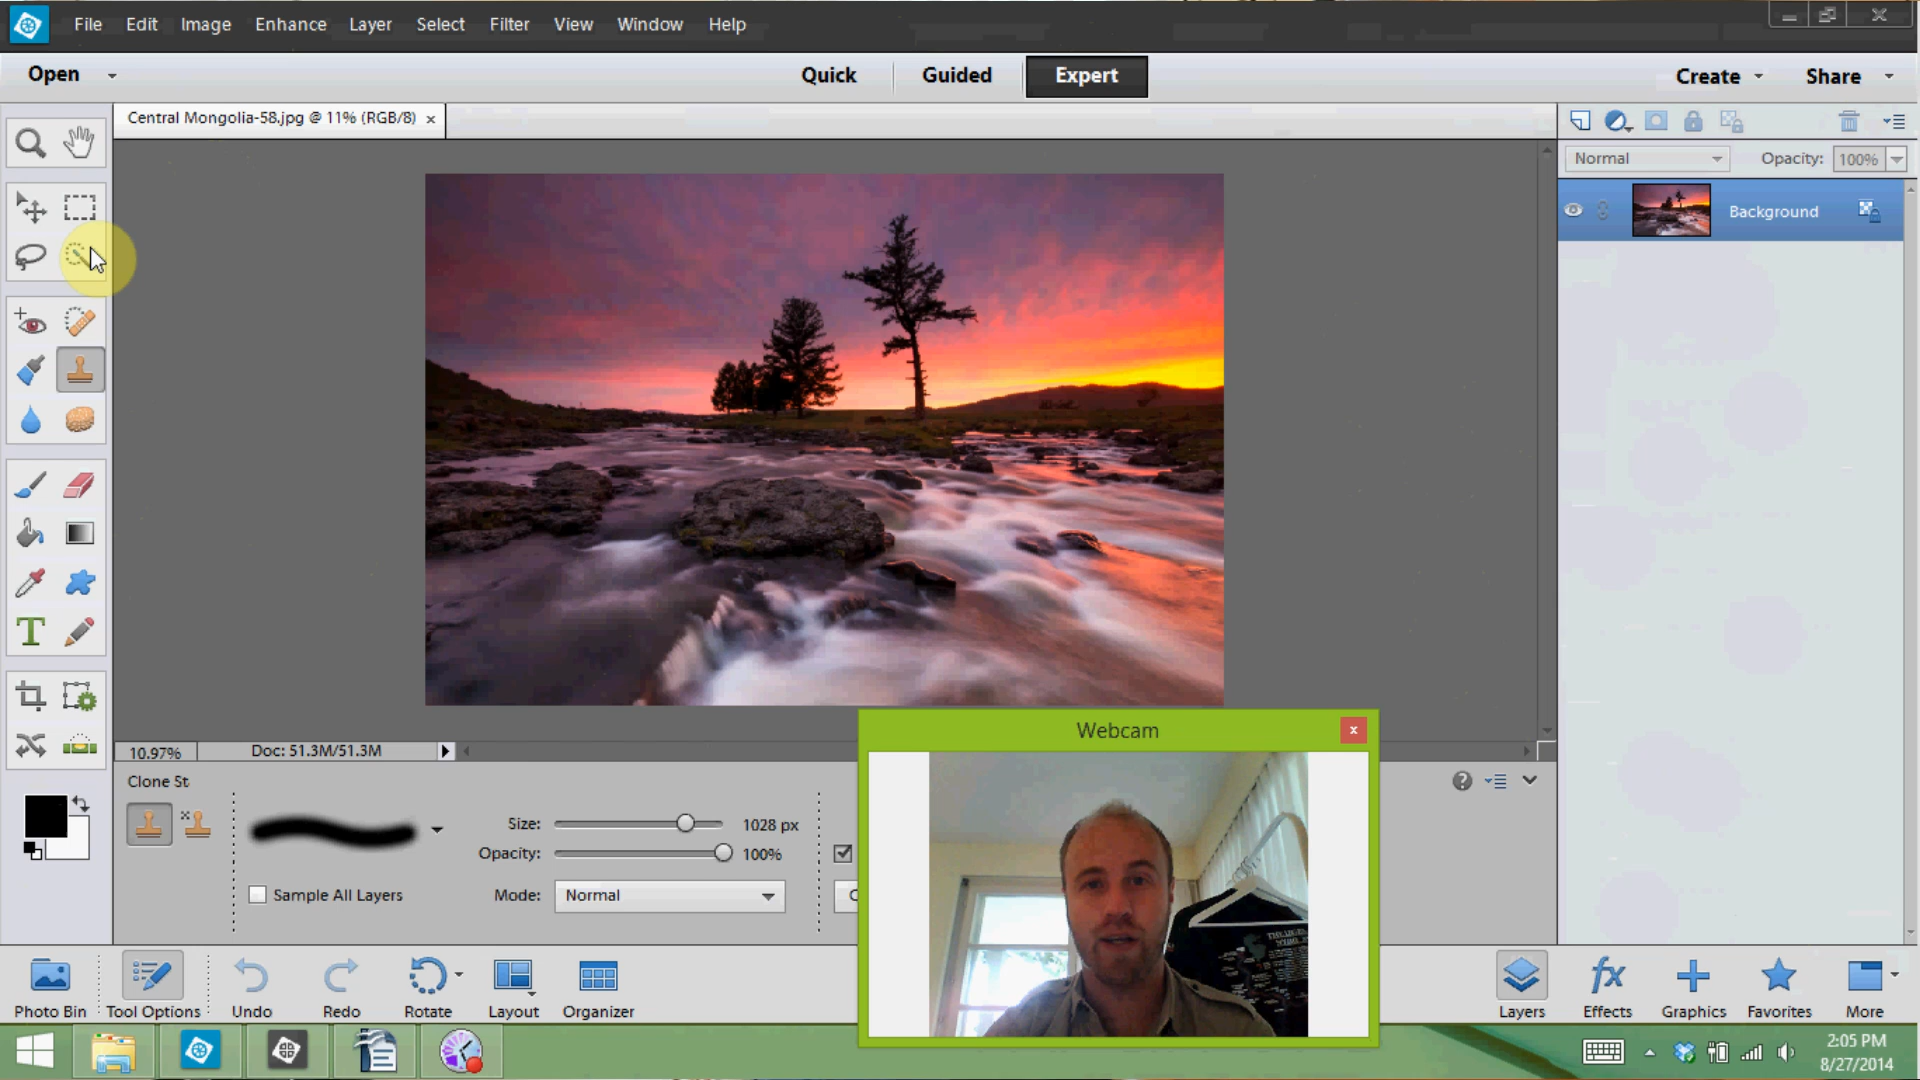 File Edit Image Enhance Layer Select Filter View Window Help
Open Quick Guided Expert Create Share
Central Mongolia-58.jpg @ 11% (RGB/8) ×
Normal Opacity: 100%
Background
10.97% Doc: 51.3M/51.3M
Webcam
x
Clone St
Size: 1028 px
Opacity: 100%
Sample All Layers Mode: Normal
Photo Bin Tool Options Undo Redo Rotate Layout Organizer
fx
Layers Effects Graphics Favorites More
2:05 PM
8/27/2014